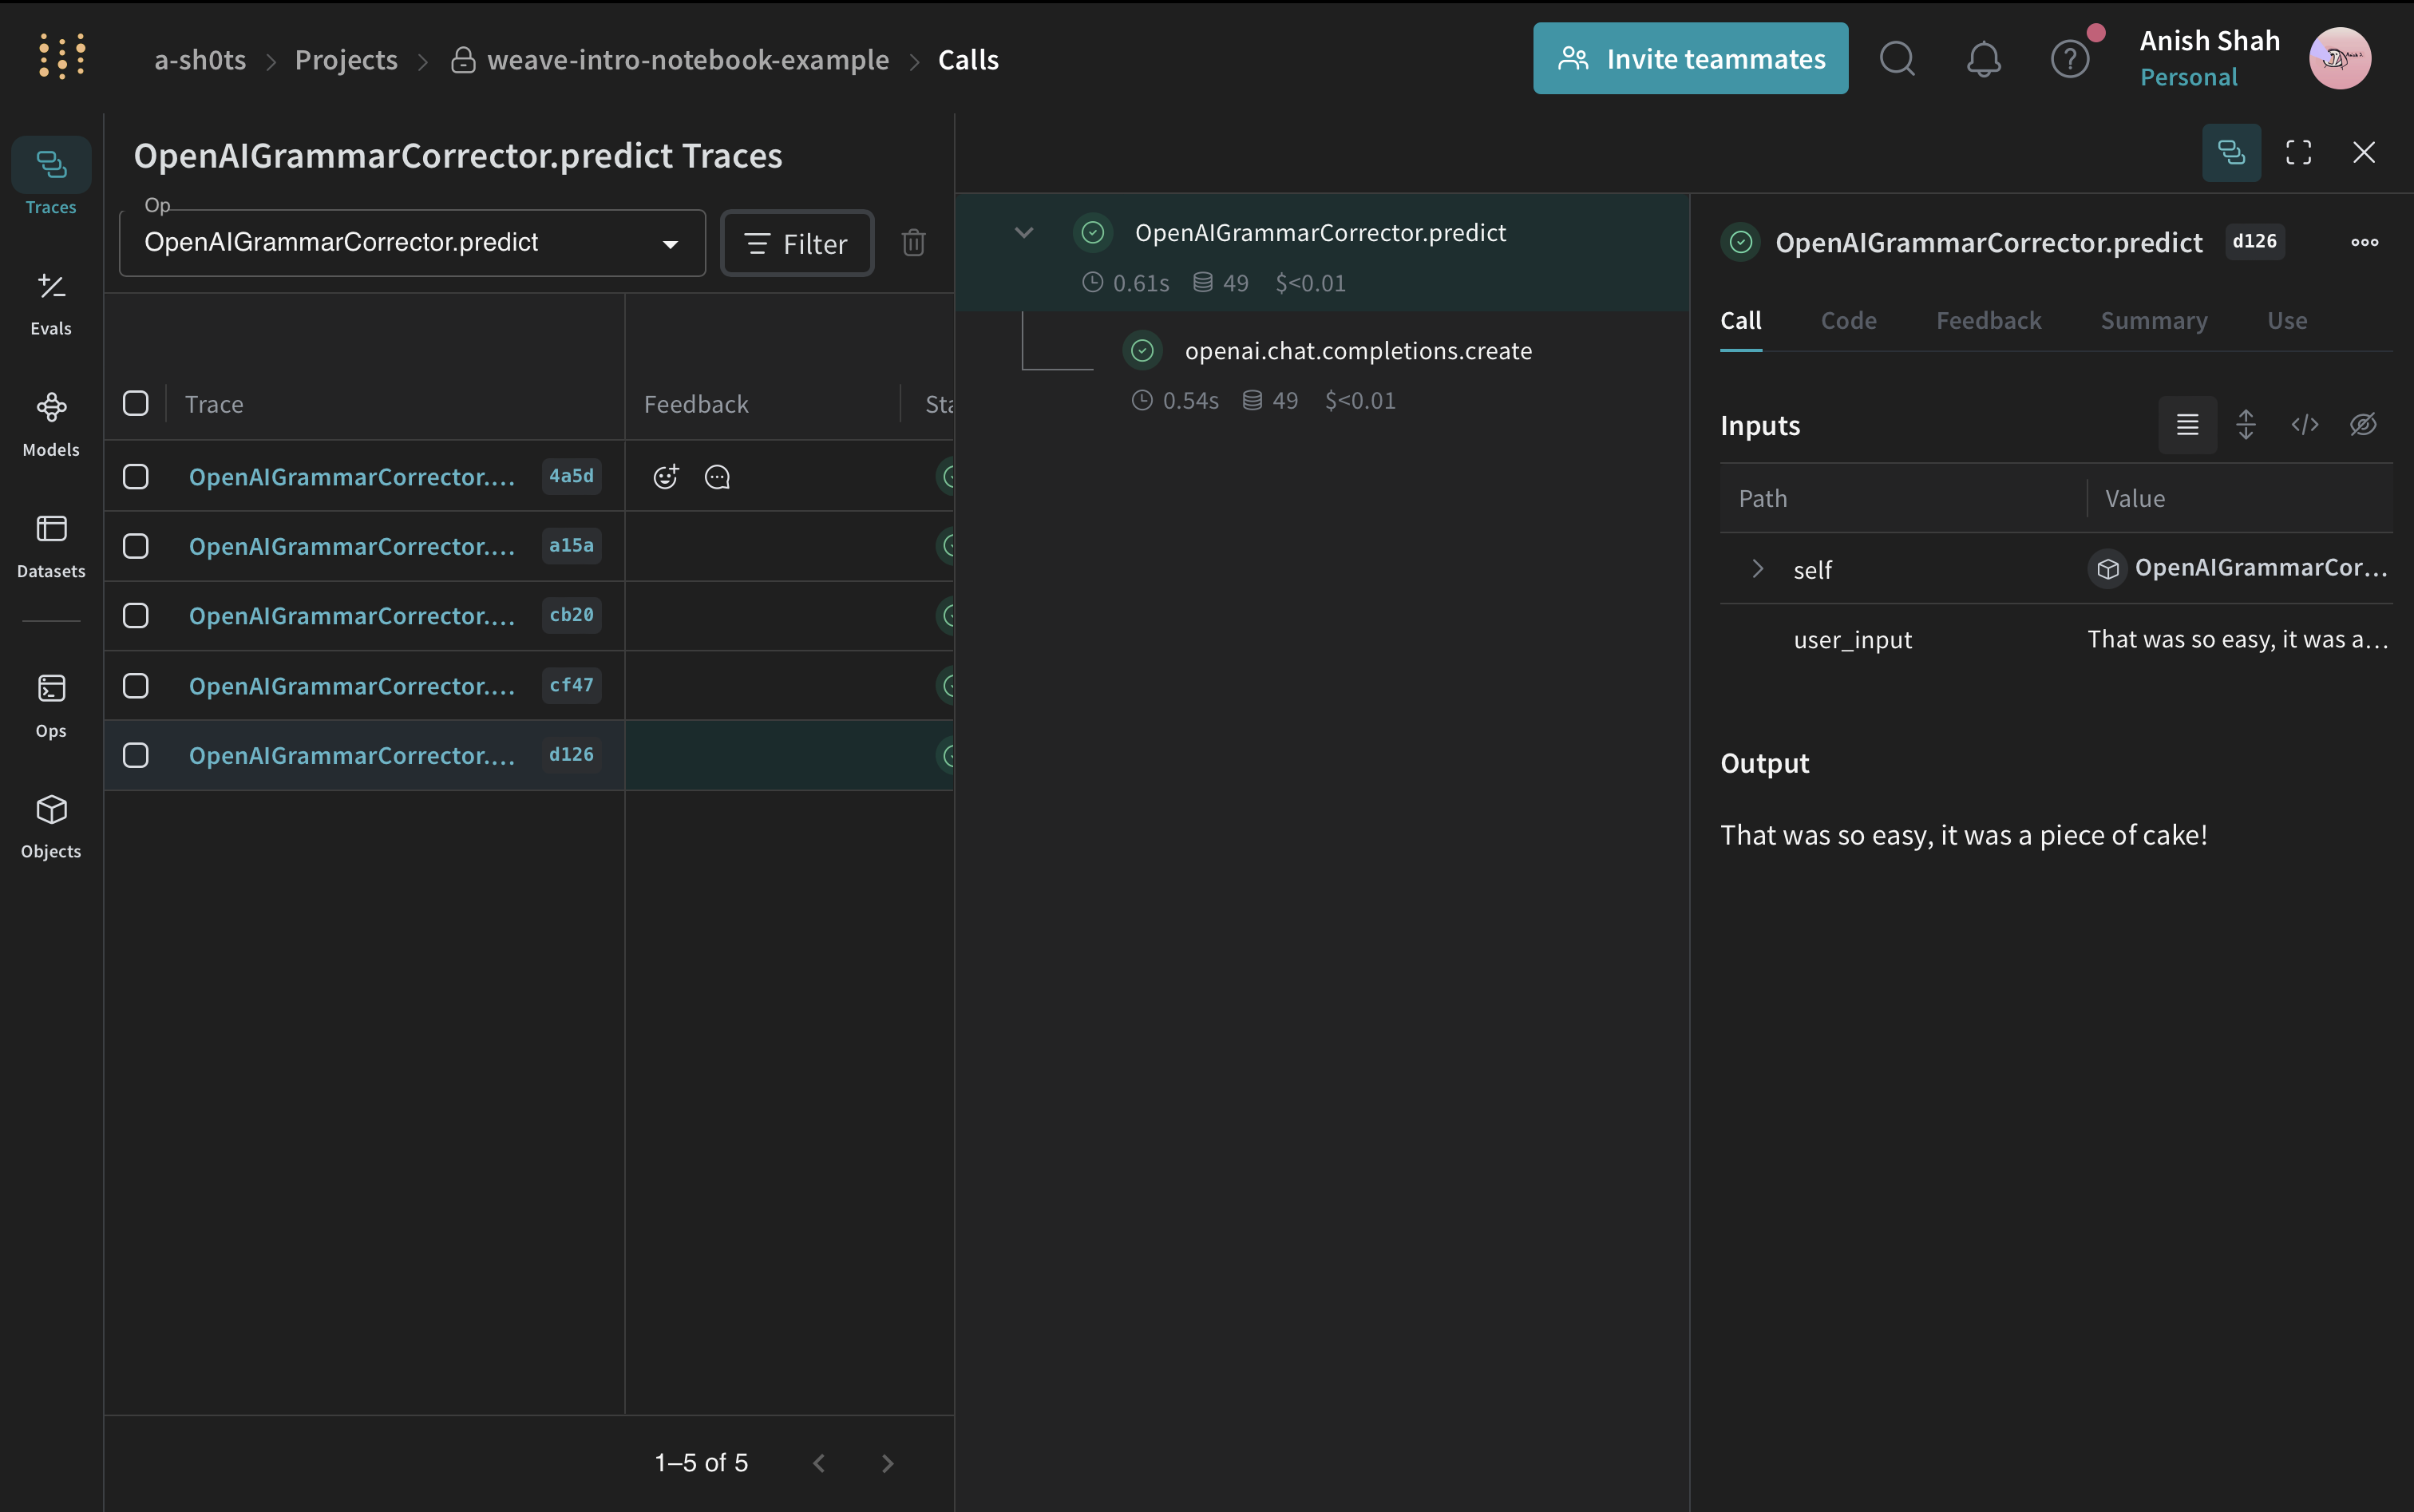 a-sh0ts > Projects > weave-intro-notebook-example > Calls
Invite teammates
Anish Shah
Personal
Traces
Evals
Models
Datasets
Ops
Objects
OpenAIGrammarCorrector.predict Traces
Op
OpenAIGrammarCorrector.predict
Filter
Trace Feedback Sta
OpenAIGrammarCorrector.... 4a5d
OpenAIGrammarCorrector.... a15a
OpenAIGrammarCorrector.... cb20
OpenAIGrammarCorrector.... cf47
OpenAIGrammarCorrector.... d126
1–5 of 5
OpenAIGrammarCorrector.predict
0.61s 49 $<0.01
openai.chat.completions.create
0.54s 49 $<0.01
OpenAIGrammarCorrector.predict d126
Call Code Feedback Summary Use
Inputs
Path Value
self OpenAIGrammarCor...
user_input That was so easy, it was a...
Output
That was so easy, it was a piece of cake!